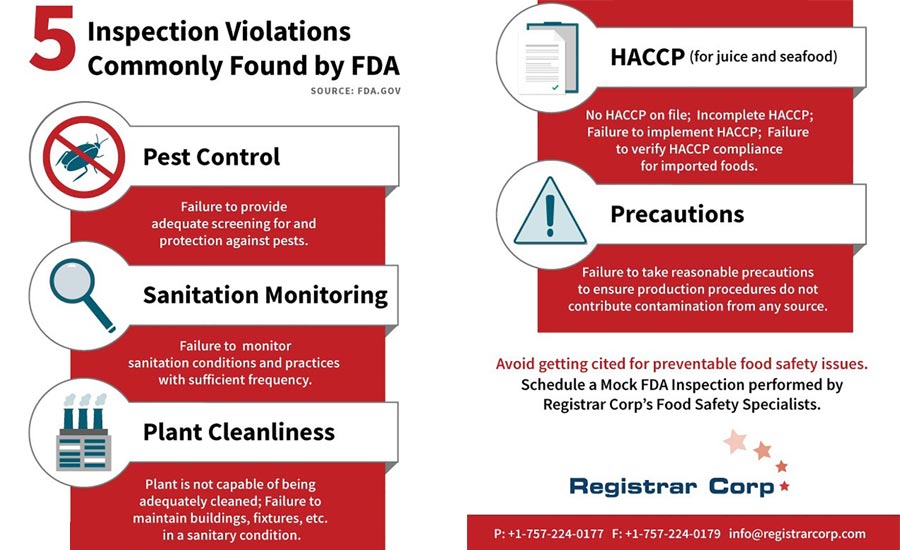 5
Inspection Violations
Commonly Found by FDA
SOURCE: FDA.GOV
Pest Control
Failure to provide
adequate screening for and
protection against pests.
Sanitation Monitoring
Failure to monitor
sanitation conditions and practices
with sufficient frequency.
Plant Cleanliness
Plant is not capable of being
adequately cleaned; Failure to
maintain buildings, fixtures, etc.
in a sanitary condition.
HACCP (for juice and seafood)
No HACCP on file; Incomplete HACCP;
Failure to implement HACCP; Failure
to verify HACCP compliance
for imported foods.
Precautions
Failure to take reasonable precautions
to ensure production procedures do not
contribute contamination from any source.
Avoid getting cited for preventable food safety issues.
Schedule a Mock FDA Inspection performed by
Registrar Corp's Food Safety Specialists.
Registrar Corp
P: +1-757-224-0177 F: +1-757-224-0179 info@registrarcorp.com